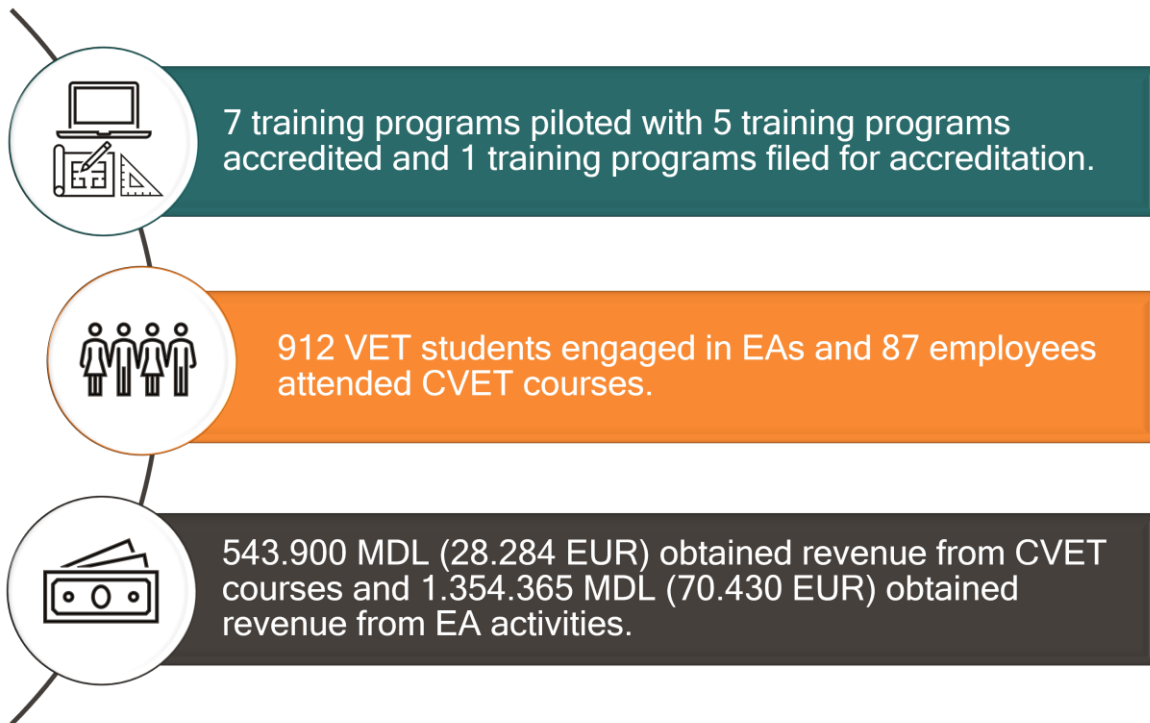 7 training programs piloted with 5 training programs
accredited and 1 training programs filed for accreditation.
912 VET students engaged in EAs and 87 employees
attended CVET courses.
543.900 MDL (28.284 EUR) obtained revenue from CVET
courses and 1.354.365 MDL (70.430 EUR) obtained
revenue from EA activities.